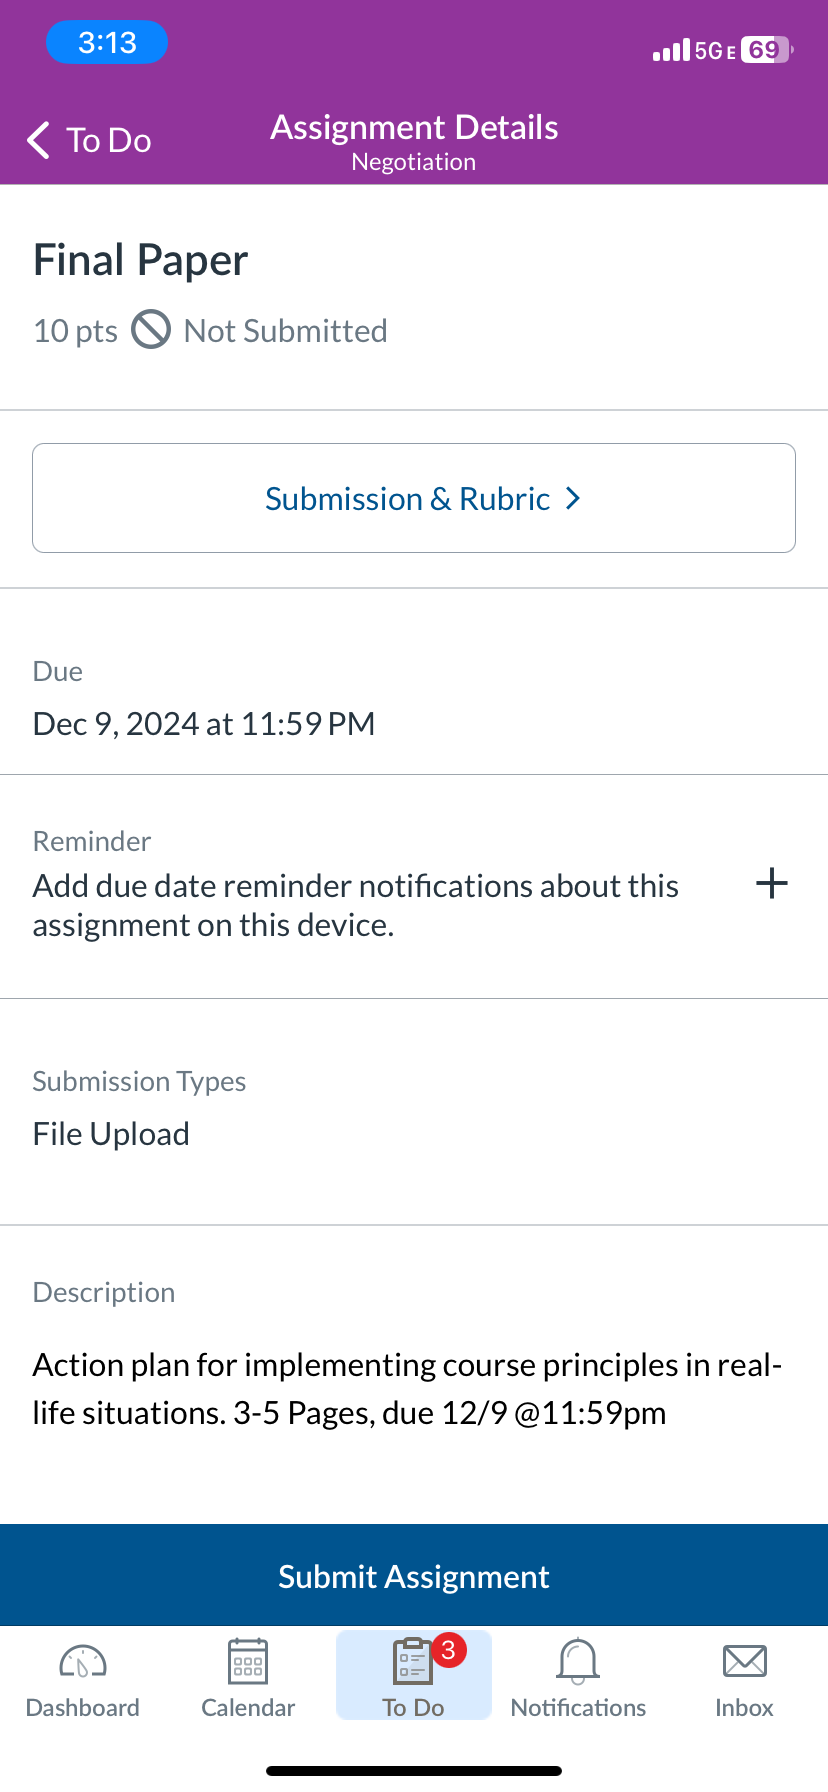 3:13
5G E 69
To Do
Assignment Details
Negotiation
Final Paper
10 pts Not Submitted
Submission & Rubric
Due
Dec 9, 2024 at 11:59 PM
Reminder
Add due date reminder notifications about this
assignment on this device.
Submission Types
File Upload
Description
Action plan for implementing course principles in real-
life situations. 3-5 Pages, due 12/9 @11:59pm
Submit Assignment
3
Dashboard Calendar To Do Notifications Inbox